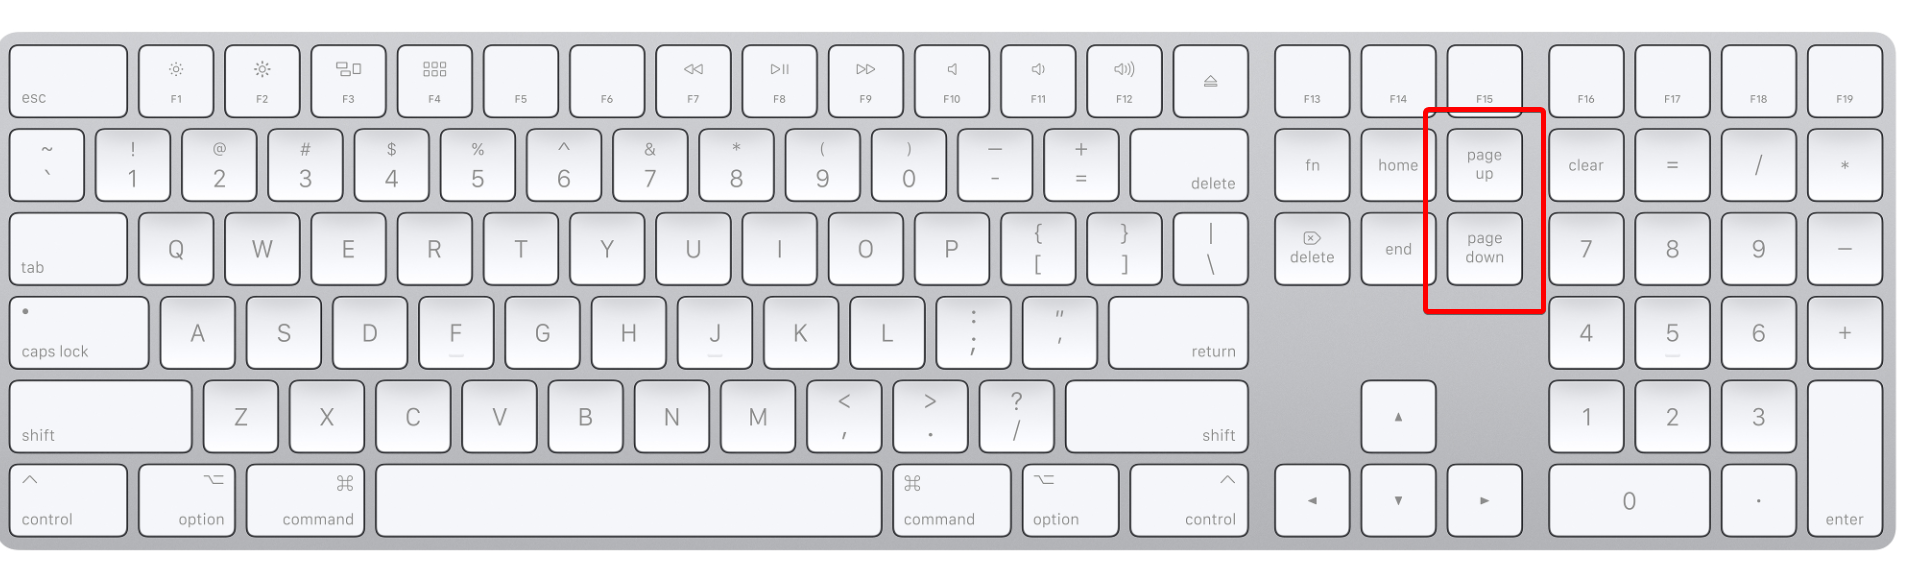 esc F1 F2 F3 F4 F5 F6 F7 F8 F9 F10 F11 F12 F13 F14 F15 F16 F17 F18 F19
~ ! @ # $ % ^ & * ( ) — +
` 1 2 3 4 5 6 7 8 9 0 - = delete fn home page up clear = / *
tab Q W E R T Y U I O P { [ } ] | \ delete end page down 7 8 9 —
caps lock A S D F G H J K L : ; " ' return 4 5 6 +
shift Z X C V B N M < , > . ? / shift 1 2 3
control option command command option control 0 . enter